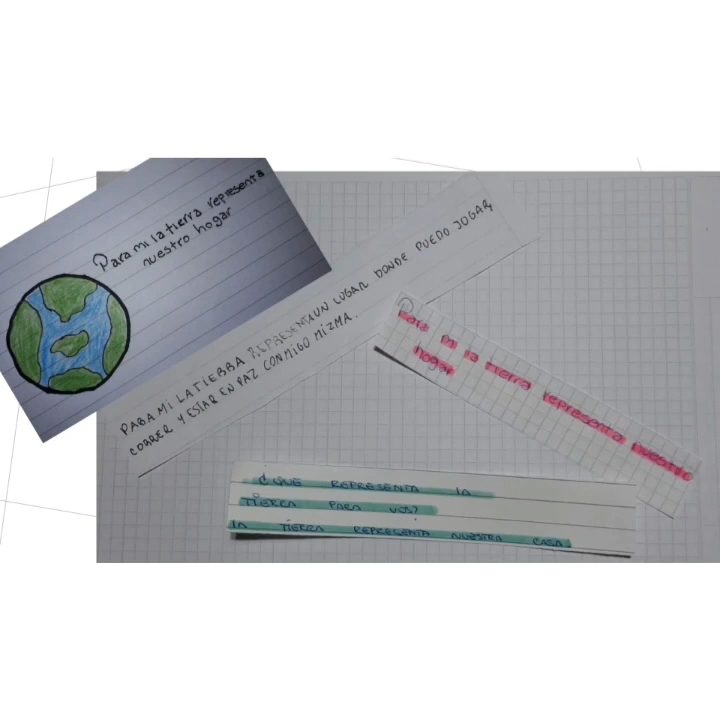 Para mi la tierra representa
nuestro hogar
PARA MI LA TIERRA REPRESENTA UN LUGAR DONDE PUEDO JOGAR,
CORRER Y ESTAR EN PAZ CONMIGO MIZMA.
Para mi la tierra representa nuestro
hogar
¿QUE REPRESENTA LA
TIERRA PARA VOS?
LA TIERRA REPRESENTA NUESTRA CASA.